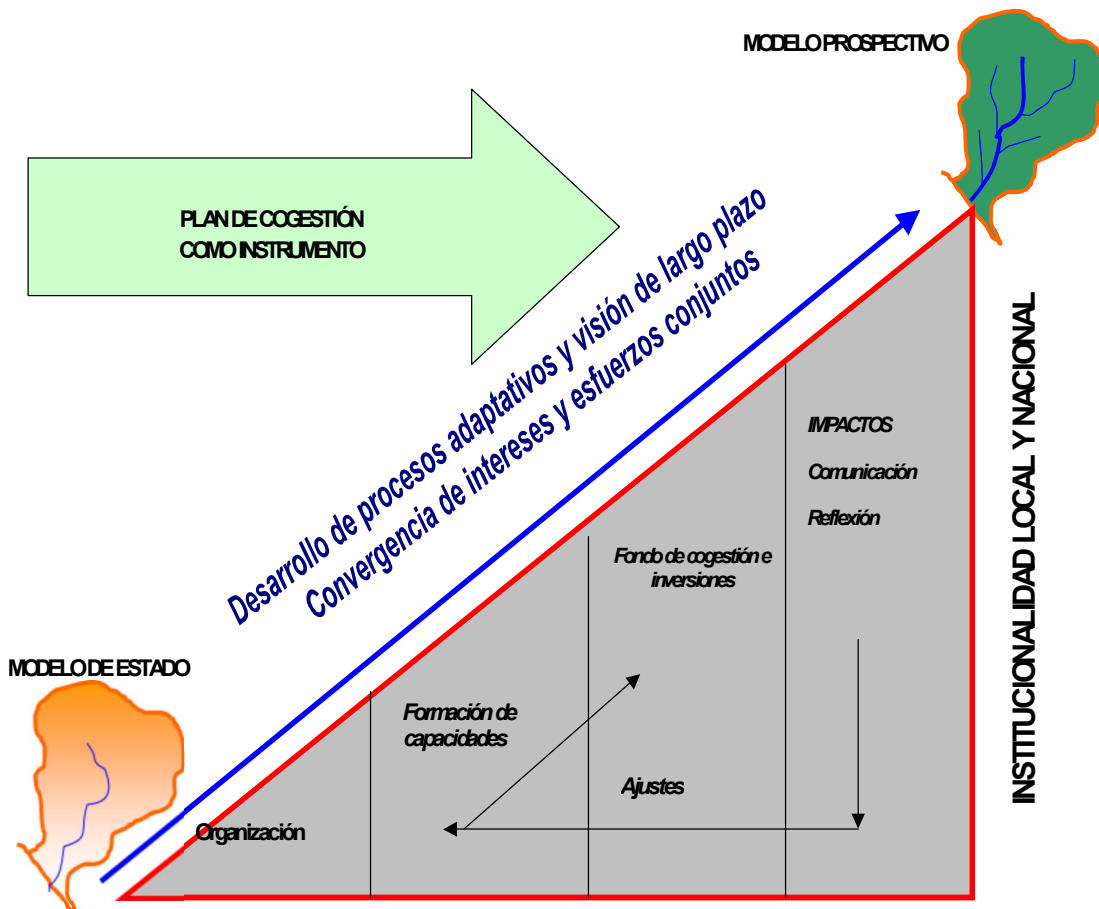 MODELO PROSPECTIVO
PLAN DE COGESTIÓN
COMO INSTRUMENTO
Desarrollo de procesos adaptativos y visión de largo plazo
Convergencia de intereses y esfuerzos conjuntos
INSTITUCIONALIDAD LOCAL Y NACIONAL
IMPACTOS
Comunicación
Reflexión
Fondo de cogestión e
inversiones
MODELO DE ESTADO
Formación de
capacidades
Ajustes
Organización